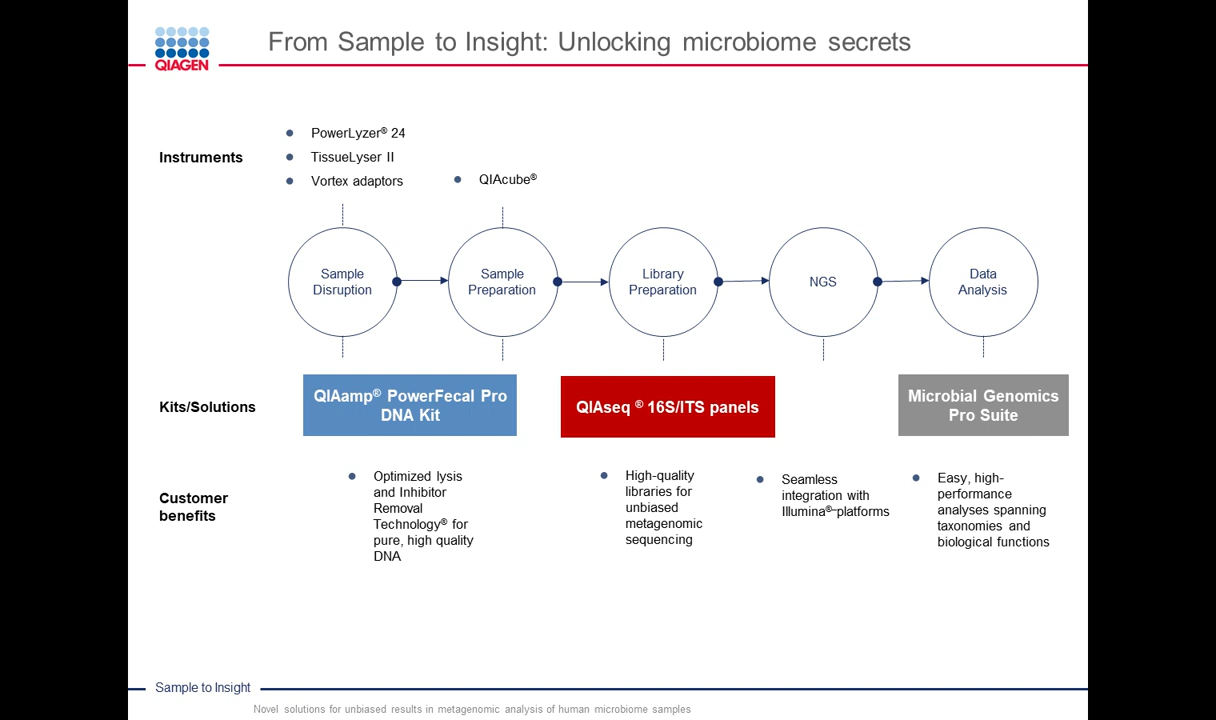 From Sample to Insight: Unlocking microbiome secrets
QIAGEN
Instruments
PowerLyzer® 24
TissueLyser II
Vortex adaptors
QIAcube®
Sample
Disruption
Sample
Preparation
Library
Preparation
NGS
Data
Analysis
Kits/Solutions
QIAamp® PowerFecal Pro
DNA Kit
QIAseq ® 16S/ITS panels
Microbial Genomics
Pro Suite
Customer
benefits
Optimized lysis
and Inhibitor
Removal
Technology® for
pure, high quality
DNA
High-quality
libraries for
unbiased
metagenomic
sequencing
Seamless
integration with
Illumina®–platforms
Easy, high-
performance
analyses spanning
taxonomies and
biological functions
Sample to Insight
Novel solutions for unbiased results in metagenomic analysis of human microbiome samples